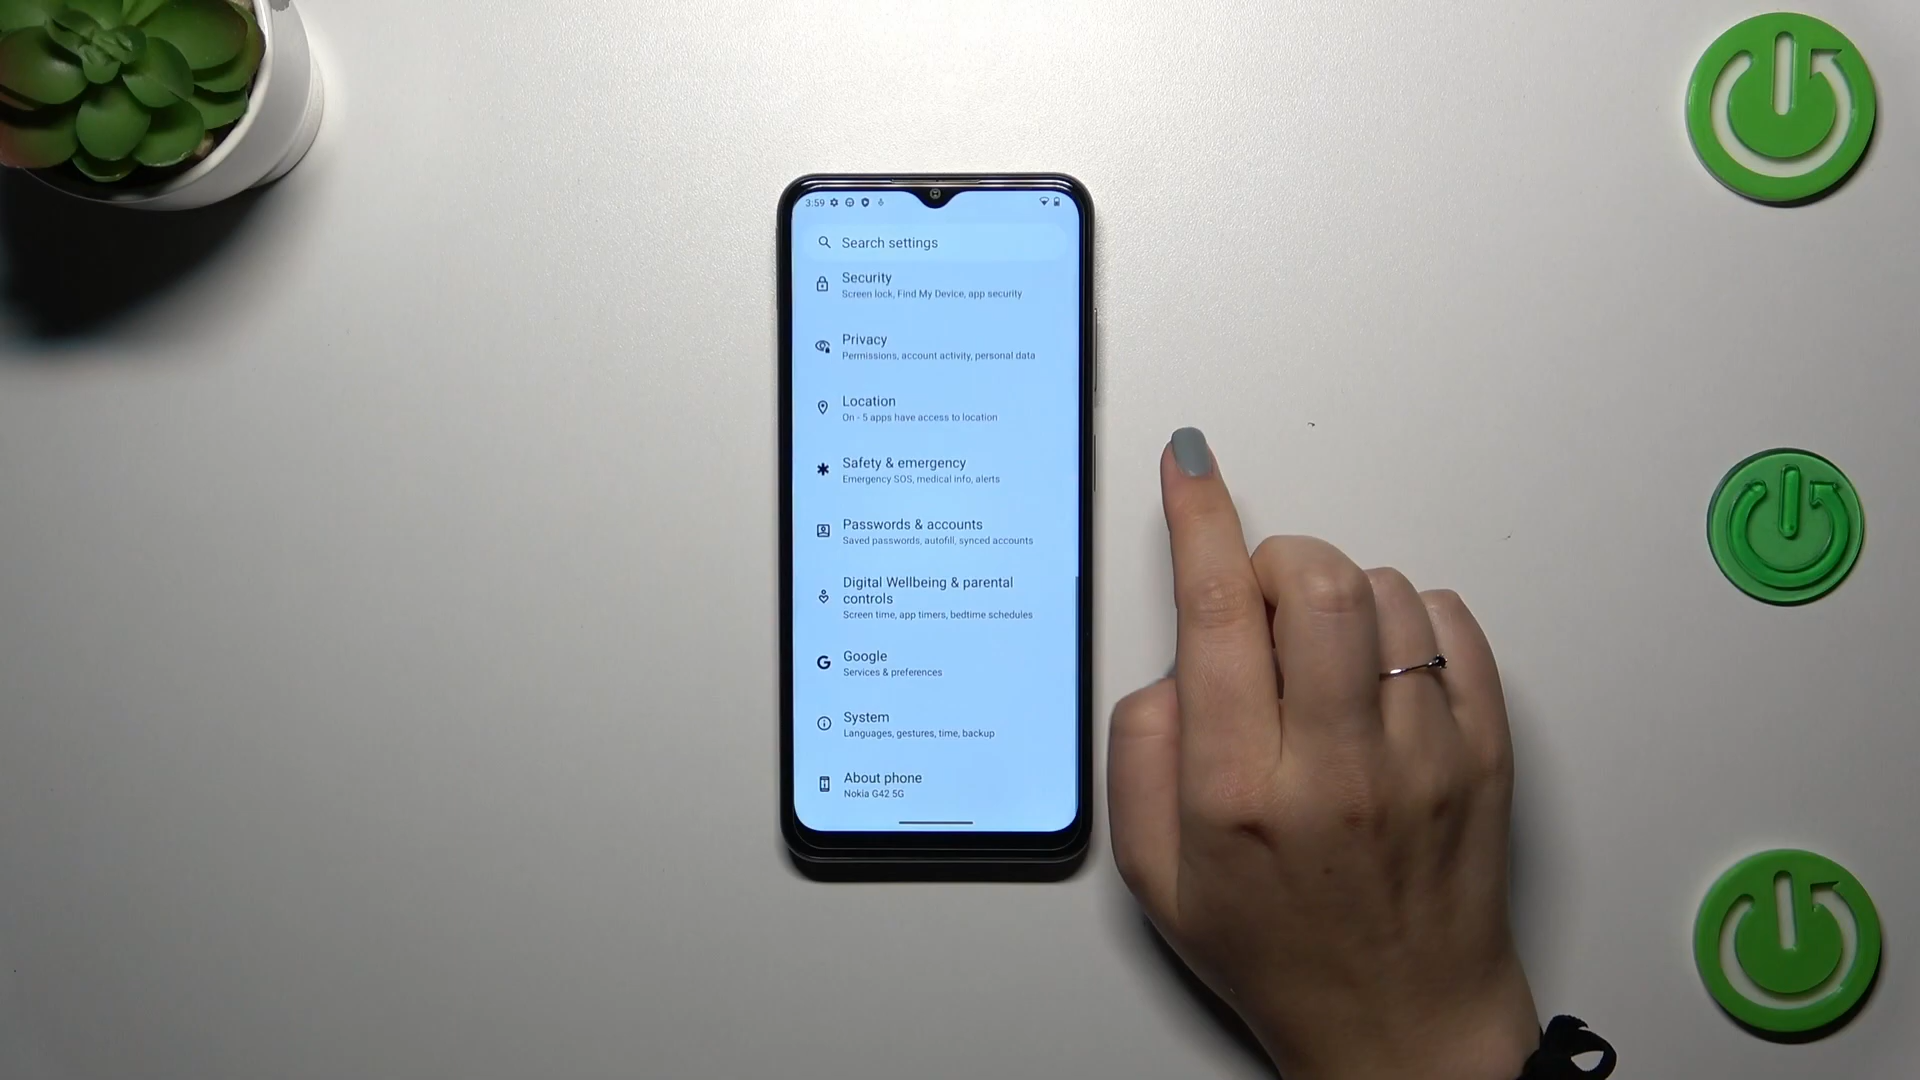 3:59
Search settings
Security
Screen lock, Find My Device, app security
Privacy
Permissions, account activity, personal data
Location
On - 5 apps have access to location
Safety & emergency
Emergency SOS, medical info, alerts
Passwords & accounts
Saved passwords, autofill, synced accounts
Digital Wellbeing & parental
controls
Screen time, app timers, bedtime schedules
Google
Services & preferences
System
Languages, gestures, time, backup
About phone
Nokia G42 5G